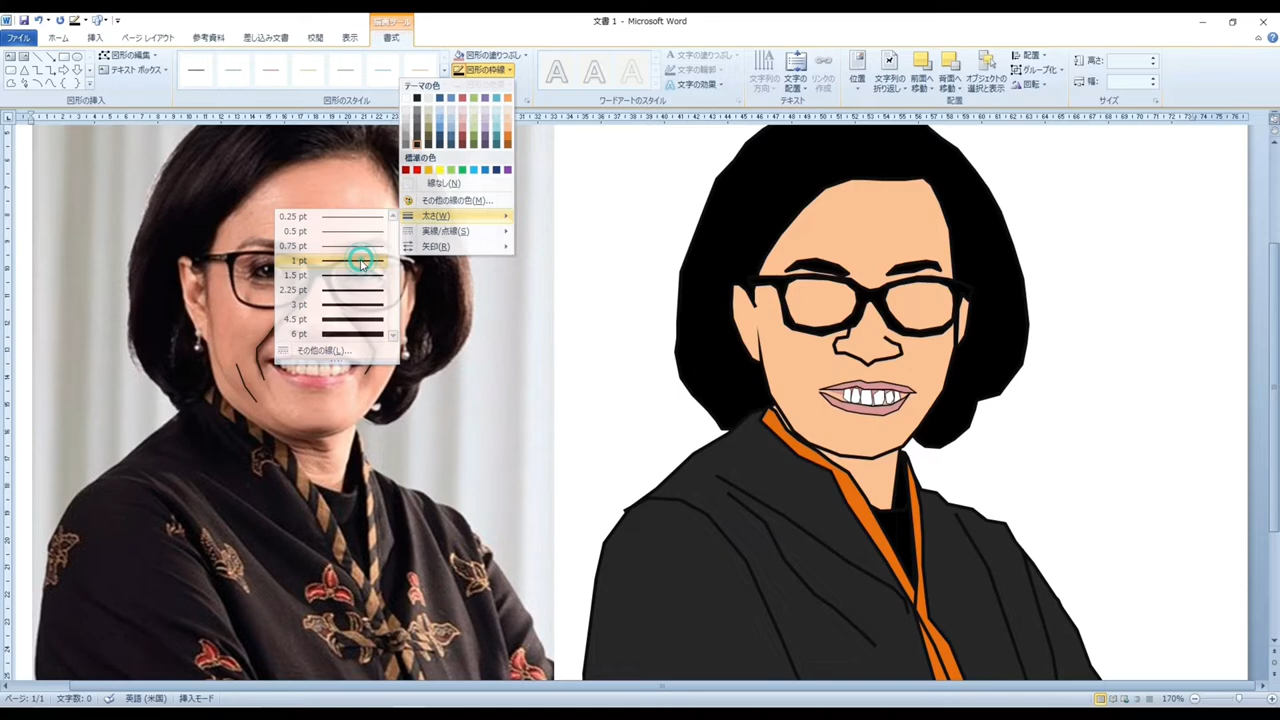 文書 1 - Microsoft Word
描画ツール
ファイル ホーム 挿入 ページ レイアウト 参考資料 差し込み文書 校閲 表示 書式
図形の編集
テキスト ボックス
図形の挿入
図形のスタイル
図形の塗りつぶし
図形の枠線
文字の塗りつぶし
文字の輪郭
文字の効果
ワードアートのスタイル
文字列の方向
文字の配置
リンクの作成
テキスト
位置
文字列の折り返し
前面へ移動
背面へ移動
オブジェクトの選択と表示
配置
グループ化
回転
配置
高さ:
幅:
サイズ
テーマの色
標準の色
線なし(N)
その他の線の色(M)...
太さ(W)
実線/点線(S)
矢印(R)
0.25 pt
0.5 pt
0.75 pt
1 pt
1.5 pt
2.25 pt
3 pt
4.5 pt
6 pt
その他の線(L)...
ページ: 1/1 文字数: 0 英語 (米国) 挿入モード 170%